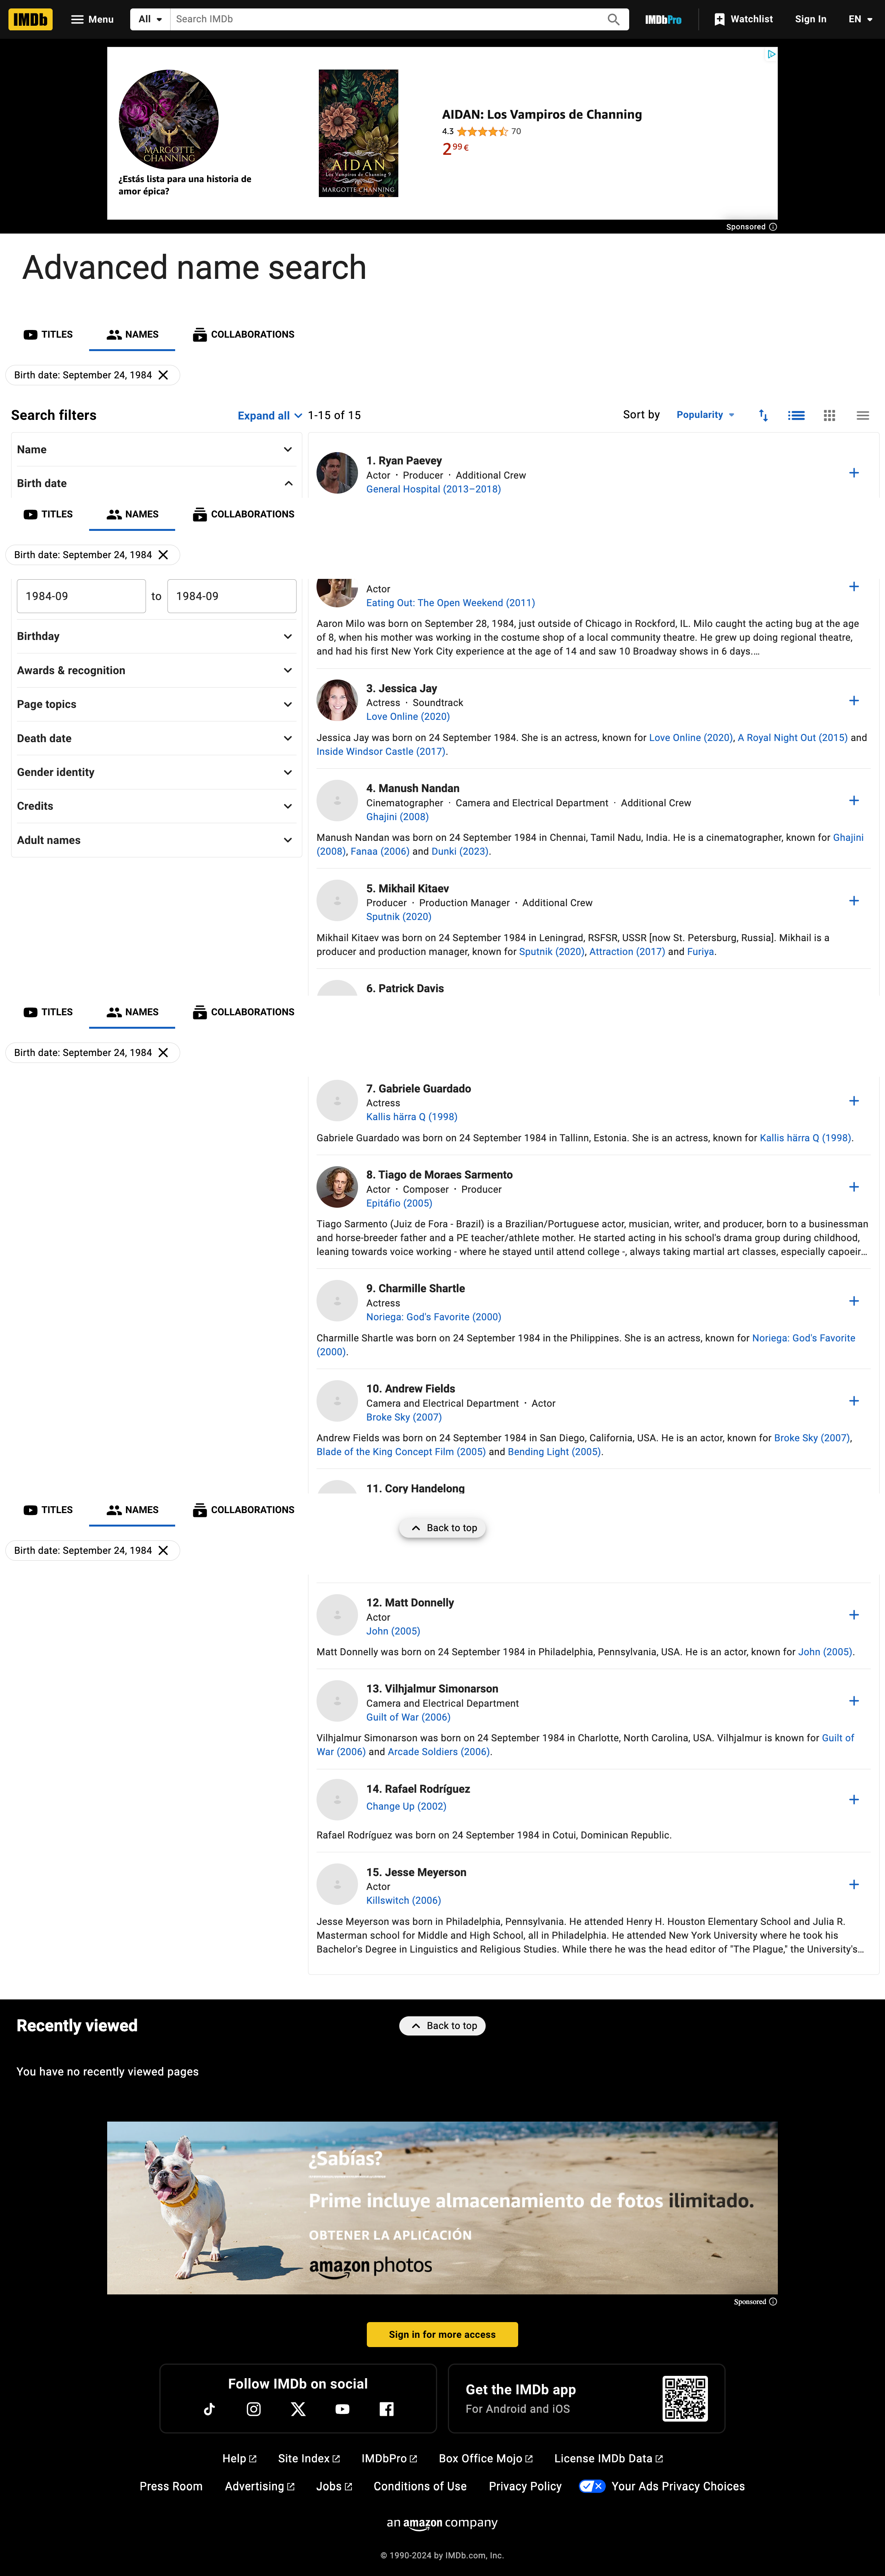 IMDb
Menu
All
Search IMDb
IMDbPro
Watchlist
Sign In
EN
MARGOTTE CHANNING
¿Estás lista para una historia de
amor épica?
AIDAN
Los Vampiros de Channing 9
MARGOTTE CHANNING
AIDAN: Los Vampiros de Channing
4.3 70
2 99 €
Sponsored
Advanced name search
TITLES NAMES COLLABORATIONS
Birth date: September 24, 1984
Search filters
Expand all
1-15 of 15
Sort by Popularity
Name
Birth date
1. Ryan Paevey
Actor · Producer · Additional Crew
General Hospital (2013–2018)
TITLES NAMES COLLABORATIONS
Birth date: September 24, 1984
1984-09 to 1984-09
Birthday
Awards & recognition
Page topics
Death date
Gender identity
Credits
Adult names
Actor
Eating Out: The Open Weekend (2011)
Aaron Milo was born on September 28, 1984, just outside of Chicago in Rockford, IL. Milo caught the acting bug at the age
of 8, when his mother was working in the costume shop of a local community theatre. He grew up doing regional theatre,
and had his first New York City experience at the age of 14 and saw 10 Broadway shows in 6 days....
3. Jessica Jay
Actress · Soundtrack
Love Online (2020)
Jessica Jay was born on 24 September 1984. She is an actress, known for Love Online (2020), A Royal Night Out (2015) and
Inside Windsor Castle (2017).
4. Manush Nandan
Cinematographer · Camera and Electrical Department · Additional Crew
Ghajini (2008)
Manush Nandan was born on 24 September 1984 in Chennai, Tamil Nadu, India. He is a cinematographer, known for Ghajini
(2008), Fanaa (2006) and Dunki (2023).
5. Mikhail Kitaev
Producer · Production Manager · Additional Crew
Sputnik (2020)
Mikhail Kitaev was born on 24 September 1984 in Leningrad, RSFSR, USSR [now St. Petersburg, Russia]. Mikhail is a
producer and production manager, known for Sputnik (2020), Attraction (2017) and Furiya.
6. Patrick Davis
TITLES NAMES COLLABORATIONS
Birth date: September 24, 1984
7. Gabriele Guardado
Actress
Kallis härra Q (1998)
Gabriele Guardado was born on 24 September 1984 in Tallinn, Estonia. She is an actress, known for Kallis härra Q (1998).
8. Tiago de Moraes Sarmento
Actor · Composer · Producer
Epitáfio (2005)
Tiago Sarmento (Juiz de Fora - Brazil) is a Brazilian/Portuguese actor, musician, writer, and producer, born to a businessman
and horse-breeder father and a PE teacher/athlete mother. He started acting in his school's drama group during childhood,
leaning towards voice working - where he stayed until attend college -, always taking martial art classes, especially capoeir...
9. Charmille Shartle
Actress
Noriega: God's Favorite (2000)
Charmille Shartle was born on 24 September 1984 in the Philippines. She is an actress, known for Noriega: God's Favorite
(2000).
10. Andrew Fields
Camera and Electrical Department · Actor
Broke Sky (2007)
Andrew Fields was born on 24 September 1984 in San Diego, California, USA. He is an actor, known for Broke Sky (2007),
Blade of the King Concept Film (2005) and Bending Light (2005).
11. Cory Handelong
TITLES NAMES COLLABORATIONS
Back to top
Birth date: September 24, 1984
12. Matt Donnelly
Actor
John (2005)
Matt Donnelly was born on 24 September 1984 in Philadelphia, Pennsylvania, USA. He is an actor, known for John (2005).
13. Vilhjalmur Simonarson
Camera and Electrical Department
Guilt of War (2006)
Vilhjalmur Simonarson was born on 24 September 1984 in Charlotte, North Carolina, USA. Vilhjalmur is known for Guilt of
War (2006) and Arcade Soldiers (2006).
14. Rafael Rodríguez
Change Up (2002)
Rafael Rodríguez was born on 24 September 1984 in Cotui, Dominican Republic.
15. Jesse Meyerson
Actor
Killswitch (2006)
Jesse Meyerson was born in Philadelphia, Pennsylvania. He attended Henry H. Houston Elementary School and Julia R.
Masterman school for Middle and High School, all in Philadelphia. He attended New York University where he took his
Bachelor's Degree in Linguistics and Religious Studies. While there he was the head editor of "The Plague," the University's...
Recently viewed
Back to top
You have no recently viewed pages
¿Sabías?
Prime incluye almacenamiento de fotos ilimitado.
OBTENER LA APLICACIÓN
amazon photos
Sponsored
Sign in for more access
Follow IMDb on social
Get the IMDb app
For Android and iOS
Help Site Index IMDbPro Box Office Mojo License IMDb Data
Press Room Advertising Jobs Conditions of Use Privacy Policy Your Ads Privacy Choices
an amazon company
© 1990-2024 by IMDb.com, Inc.